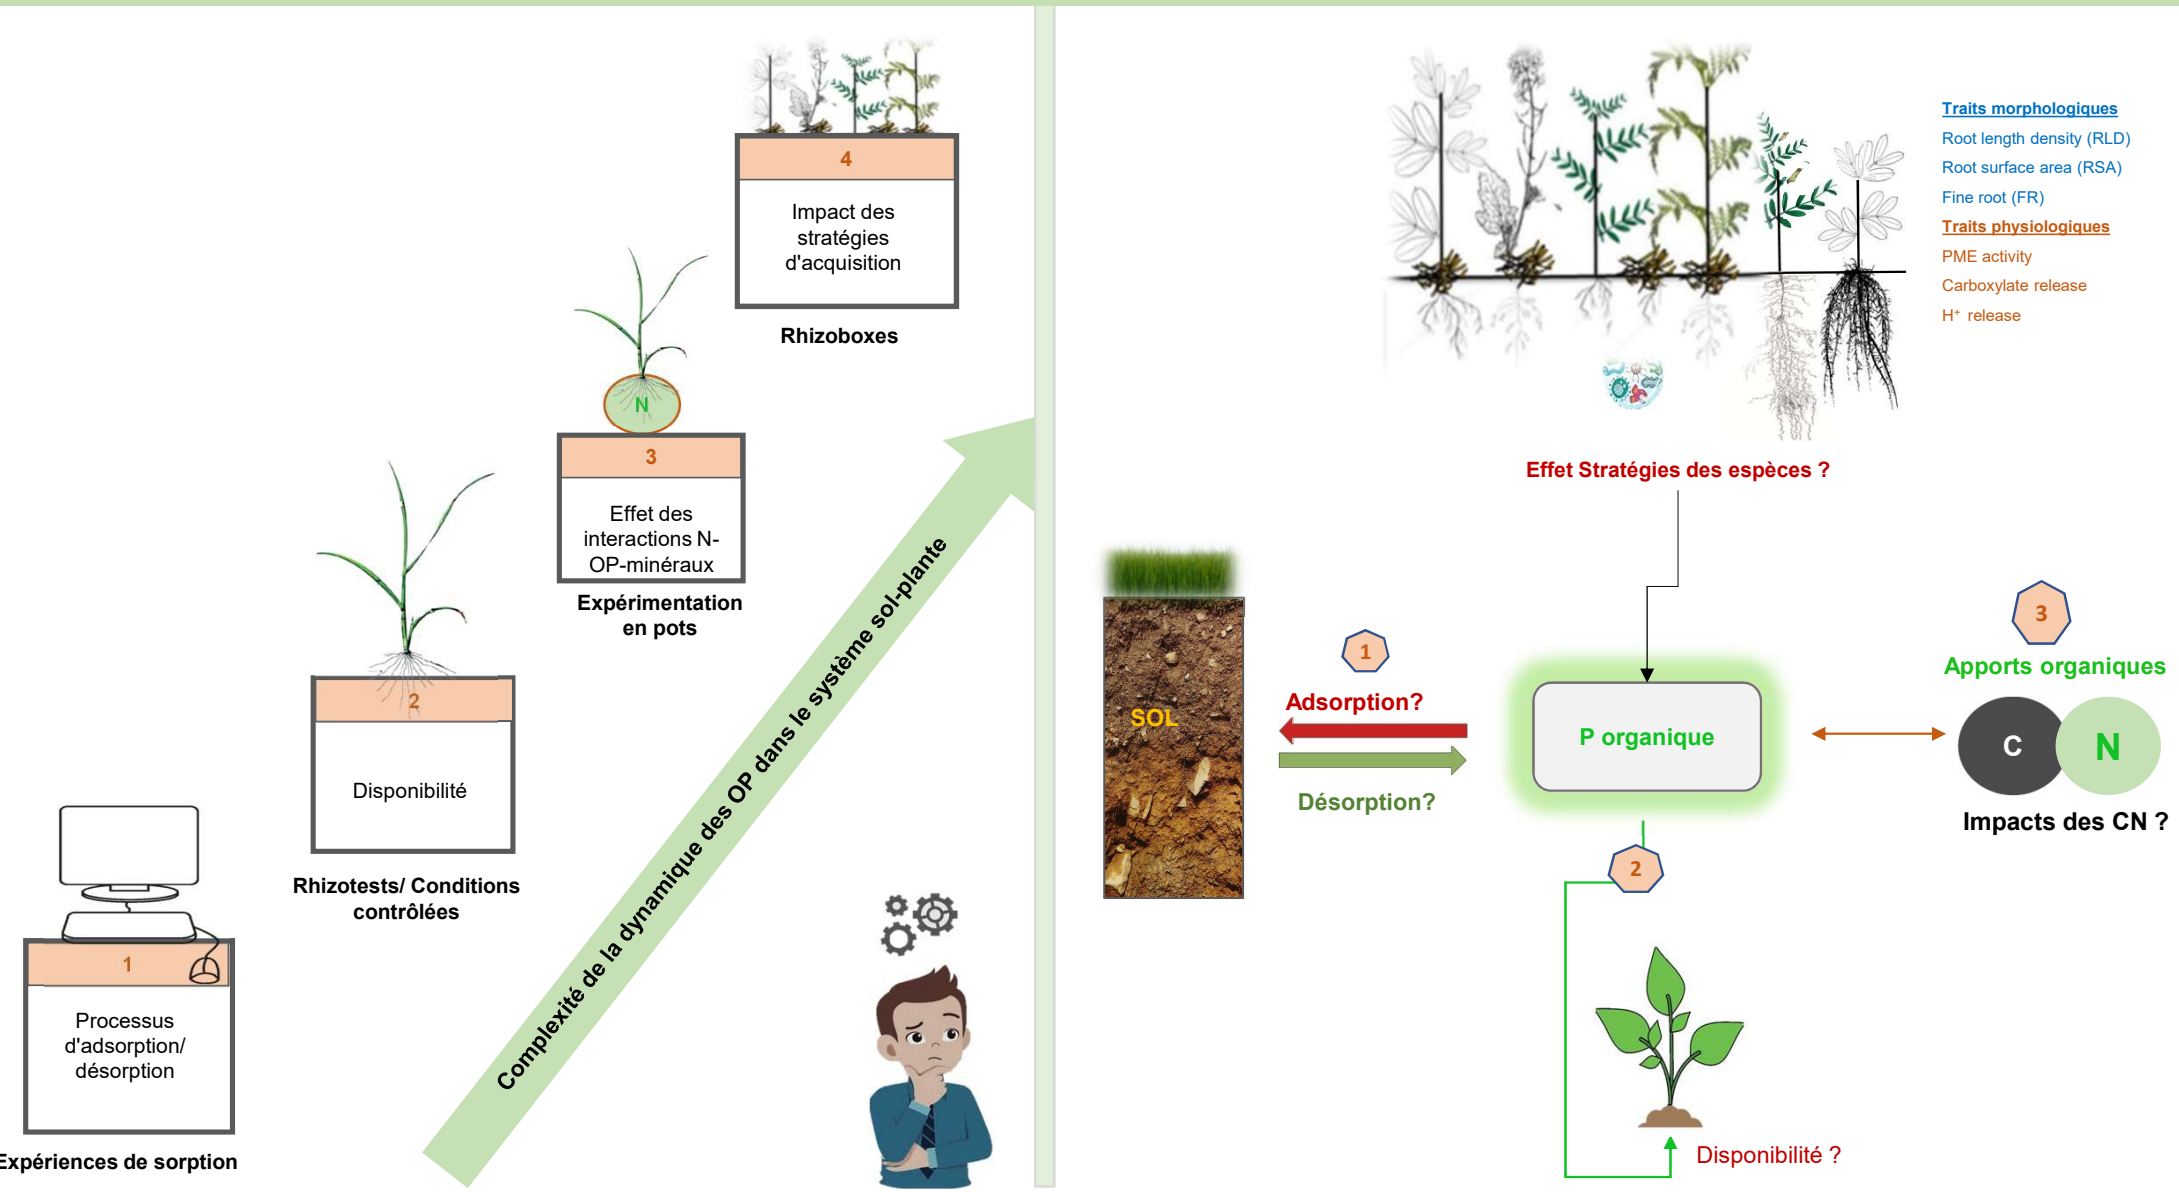 4
Impact des
stratégies
d'acquisition
Rhizoboxes
N
3
Effet des
interactions N-
OP-minéraux
Expérimentation
en pots
2
Disponibilité
Rhizotests/ Conditions
contrôlées
1
Processus
d'adsorption/
désorption
Expériences de sorption
Complexité de la dynamique des OP dans le système sol-plante
Traits morphologiques
Root length density (RLD)
Root surface area (RSA)
Fine root (FR)
Traits physiologiques
PME activity
Carboxylate release
H⁺ release
Effet Stratégies des espèces ?
SOL
1
Adsorption?
Désorption?
P organique
3
Apports organiques
C
N
Impacts des CN ?
2
Disponibilité ?